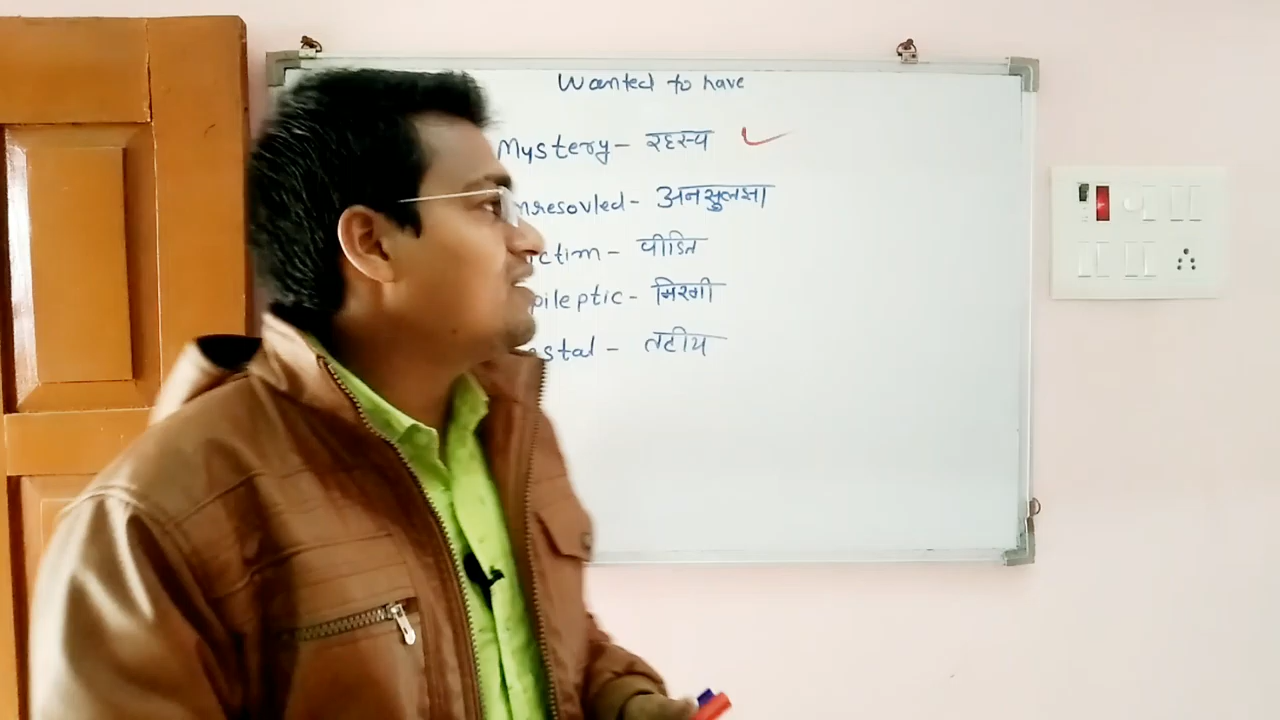 Wanted to have
Mystery - रहस्य
nresovled - अनसुलझा
ctim - पीडित
pileptic - मिरगी
stal - तटीय